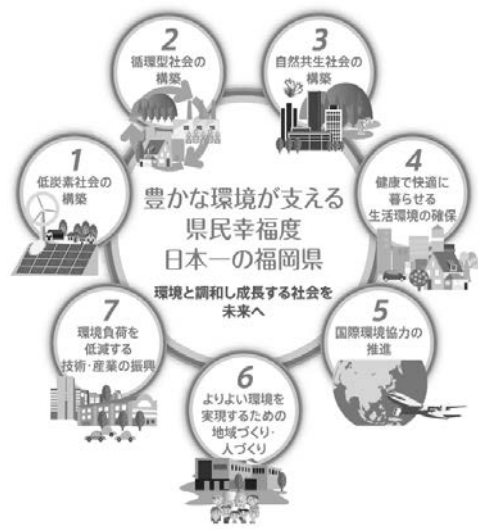 豊かな環境が支える
県民幸福度
日本一の福岡県
環境と調和し成長する社会を
未来へ
1
低炭素社会の
構築
2
循環型社会の
構築
3
自然共生社会の
構築
4
健康で快適に
暮らせる
生活環境の確保
5
国際環境協力の
推進
6
よりよい環境を
実現するための
地域づくり・
人づくり
7
環境負荷を
低減する
技術・産業の振興